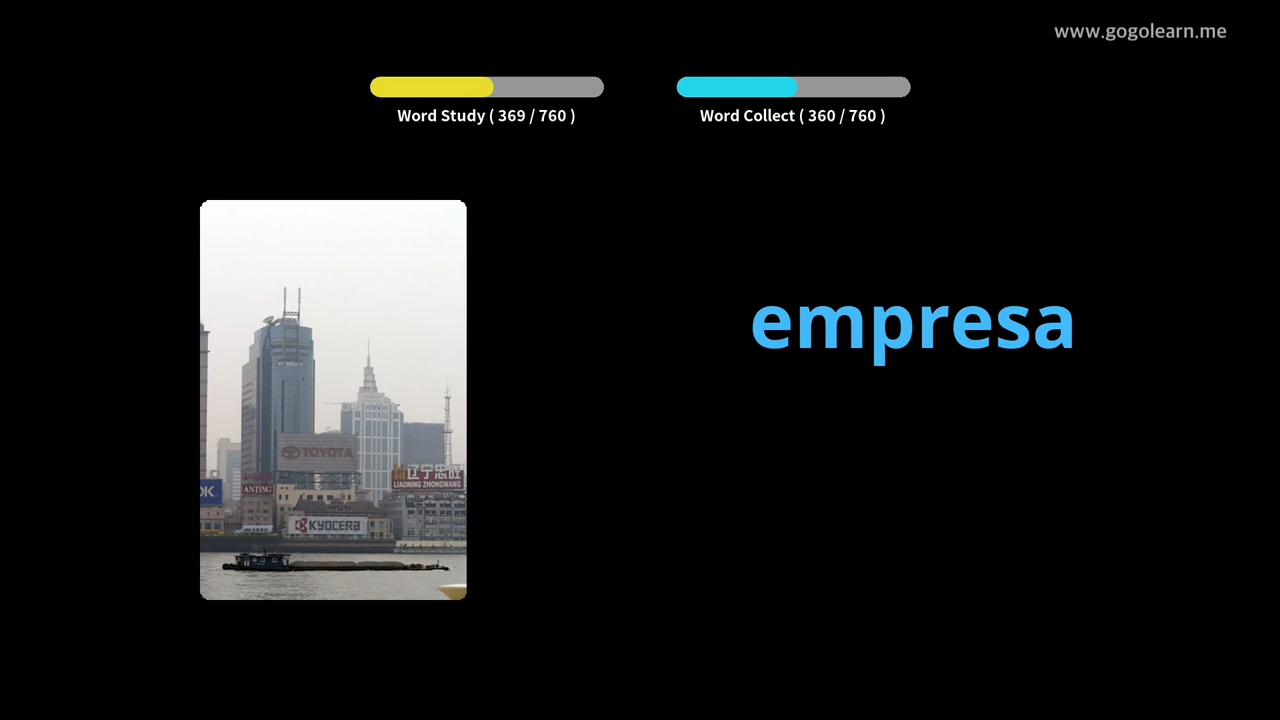 www.gogolearn.me
Word Study ( 369 / 760 )
Word Collect ( 360 / 760 )
empresa
TOYOTA
辽宁忠旺
LIAONING ZHONGWANG
OK
ANTING
KYOCERA